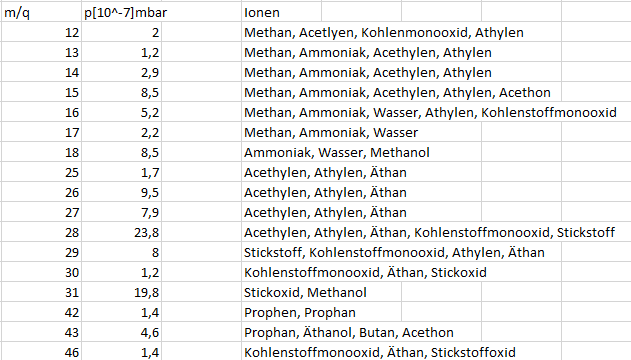 m/q p[10^-7]mbar Ionen
12 2 Methan, Acetlyen, Kohlenmonooxid, Athylen
13 1,2 Methan, Ammoniak, Acethylen, Athylen
14 2,9 Methan, Ammoniak, Acethylen, Athylen
15 8,5 Methan, Ammoniak, Acethylen, Athylen, Acethon
16 5,2 Methan, Ammoniak, Wasser, Athylen, Kohlenstoffmonooxid
17 2,2 Methan, Ammoniak, Wasser
18 8,5 Ammoniak, Wasser, Methanol
25 1,7 Acethylen, Athylen, Äthan
26 9,5 Acethylen, Athylen, Äthan
27 7,9 Acethylen, Athylen, Äthan
28 23,8 Acethylen, Athylen, Äthan, Kohlenstoffmonooxid, Stickstoff
29 8 Stickstoff, Kohlenstoffmonooxid, Athylen, Äthan
30 1,2 Kohlenstoffmonooxid, Äthan, Stickoxid
31 19,8 Stickoxid, Methanol
42 1,4 Prophen, Prophan
43 4,6 Prophan, Äthanol, Butan, Acethon
46 1,4 Kohlenstoffmonooxid, Äthan, Stickstoffoxid